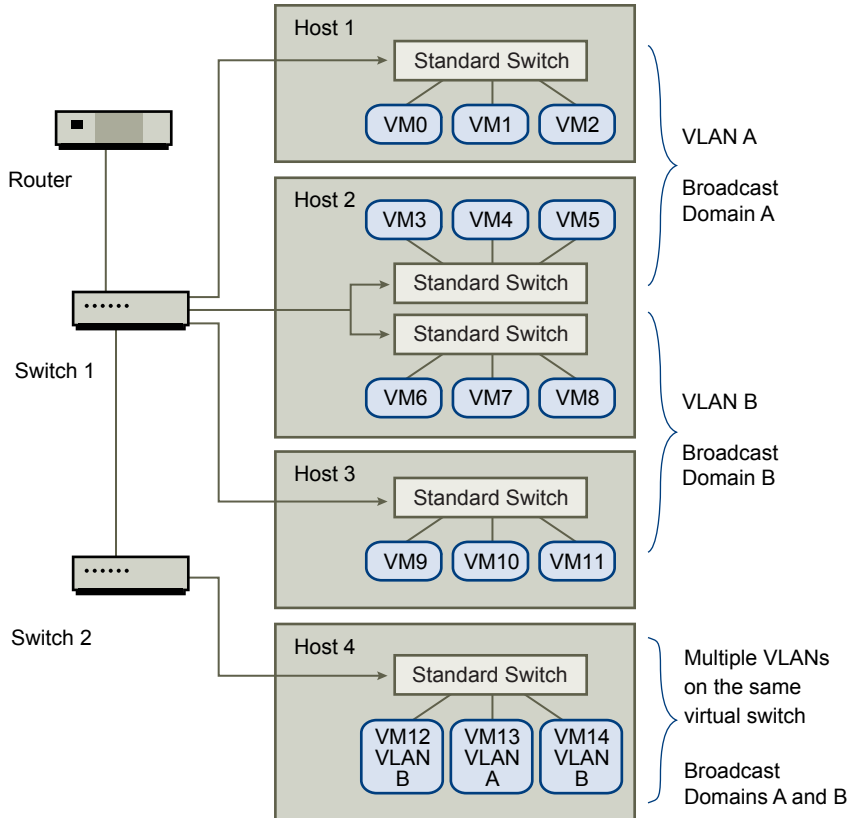 Host 1
Standard Switch
VM0
VM1
VM2
VLAN A
Broadcast
Domain A
Router
Host 2
VM3
VM4
VM5
Standard Switch
Standard Switch
VM6
VM7
VM8
Switch 1
VLAN B
Broadcast
Domain B
Host 3
Standard Switch
VM9
VM10
VM11
Switch 2
Host 4
Standard Switch
VM12
VLAN
B
VM13
VLAN
A
VM14
VLAN
B
Multiple VLANs
on the same
virtual switch
Broadcast
Domains A and B